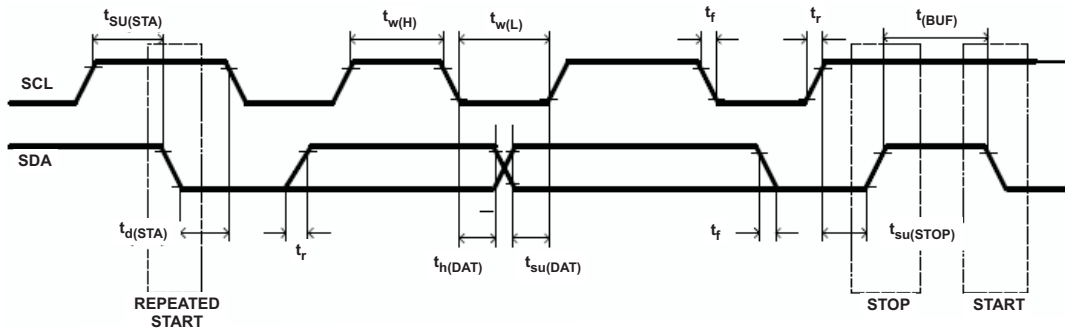 tSU(STA)
tw(H)
tw(L)
tf
tr
t(BUF)
SCL
SDA
td(STA)
tr
th(DAT)
tsu(DAT)
tf
tsu(STOP)
REPEATED
START
STOP
START